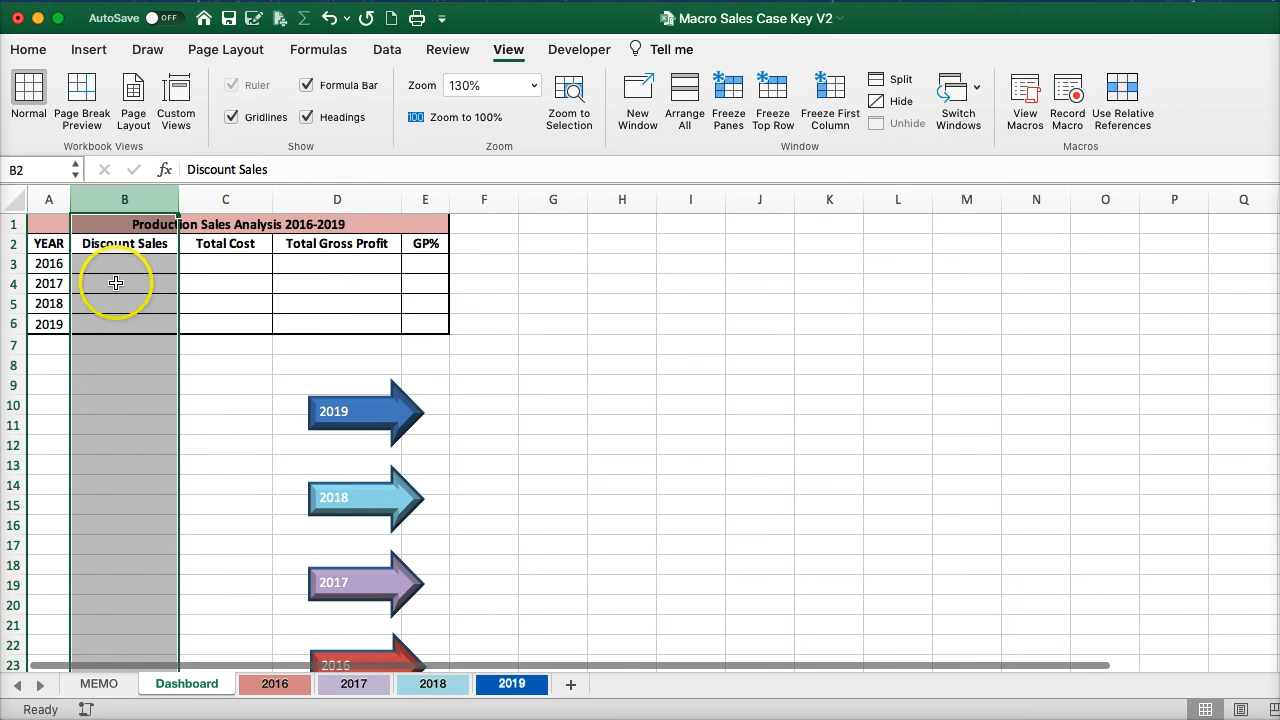 AutoSave OFF Macro Sales Case Key V2
Home Insert Draw Page Layout Formulas Data Review View Developer Tell me
Normal Page Break Preview Page Layout Custom Views
Workbook Views
Ruler Formula Bar
Gridlines Headings
Show
Zoom 130%
100 Zoom to 100%
Zoom to Selection
Zoom
New Window Arrange All Freeze Panes Freeze Top Row Freeze First Column
Split
Hide
Unhide
Switch Windows
Window
View Macros Record Macro Use Relative References
Macros
B2 fx Discount Sales
A B C D E F G H I J K L M N O P Q
1 Production Sales Analysis 2016-2019
2 YEAR Discount Sales Total Cost Total Gross Profit GP%
3 2016
4 2017
5 2018
6 2019
7
8
9
10 2019
11
12
13
14 2018
15
16
17
18 2017
19
20
21
22
23 2016
MEMO Dashboard 2016 2017 2018 2019 +
Ready